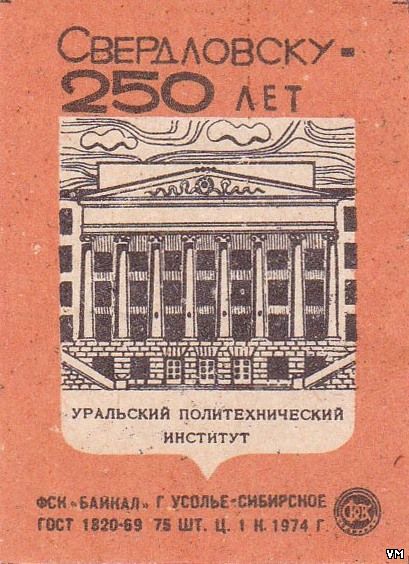 СВЕРДЛОВСКУ-
250 ЛЕТ
УРАЛЬСКИЙ ПОЛИТЕХНИЧЕСКИЙ
ИНСТИТУТ
ФСК „БАЙКАЛ" Г УСОЛЬЕ-СИБИРСКОЕ
ГОСТ 1820-69 75 ШТ. Ц. 1 К. 1974 Г.
VM